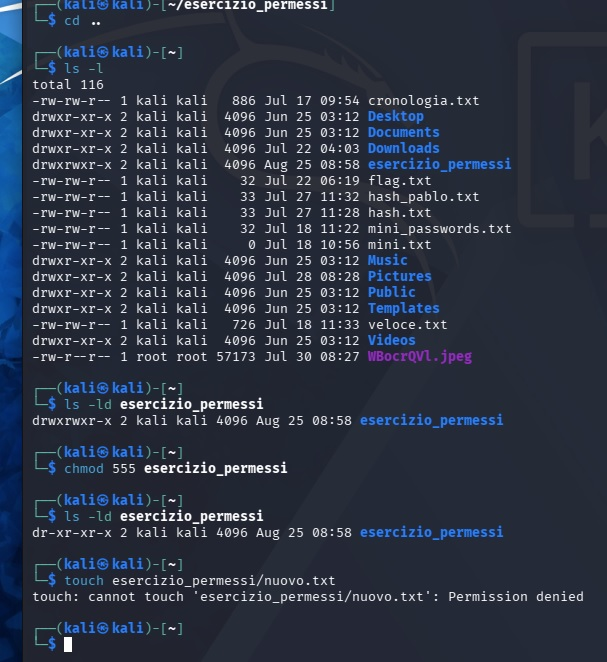 ┌──(kali㉿kali)-[~/esercizio_permessi]
└─$ cd ..
┌──(kali㉿kali)-[~]
└─$ ls -l
total 116
-rw-rw-r-- 1 kali kali   886 Jul 17 09:54 cronologia.txt
drwxr-xr-x 2 kali kali  4096 Jun 25 03:12 Desktop
drwxr-xr-x 2 kali kali  4096 Jun 25 03:12 Documents
drwxr-xr-x 2 kali kali  4096 Jul 22 04:03 Downloads
drwxrwxr-x 2 kali kali  4096 Aug 25 08:58 esercizio_permessi
-rw-rw-r-- 1 kali kali    32 Jul 22 06:19 flag.txt
-rw-rw-r-- 1 kali kali    33 Jul 27 11:32 hash_pablo.txt
-rw-rw-r-- 1 kali kali    33 Jul 27 11:28 hash.txt
-rw-rw-r-- 1 kali kali    32 Jul 18 11:22 mini_passwords.txt
-rw-rw-r-- 1 kali kali     0 Jul 18 10:56 mini.txt
drwxr-xr-x 2 kali kali  4096 Jun 25 03:12 Music
drwxr-xr-x 2 kali kali  4096 Jul 28 08:28 Pictures
drwxr-xr-x 2 kali kali  4096 Jun 25 03:12 Public
drwxr-xr-x 2 kali kali  4096 Jun 25 03:12 Templates
-rw-rw-r-- 1 kali kali   726 Jul 18 11:33 veloce.txt
drwxr-xr-x 2 kali kali  4096 Jun 25 03:12 Videos
-rw-r--r-- 1 root root 57173 Jul 30 08:27 WBocrQVl.jpeg
┌──(kali㉿kali)-[~]
└─$ ls -ld esercizio_permessi
drwxrwxr-x 2 kali kali 4096 Aug 25 08:58 esercizio_permessi
┌──(kali㉿kali)-[~]
└─$ chmod 555 esercizio_permessi
┌──(kali㉿kali)-[~]
└─$ ls -ld esercizio_permessi
dr-xr-xr-x 2 kali kali 4096 Aug 25 08:58 esercizio_permessi
┌──(kali㉿kali)-[~]
└─$ touch esercizio_permessi/nuovo.txt
touch: cannot touch 'esercizio_permessi/nuovo.txt': Permission denied
┌──(kali㉿kali)-[~]
└─$